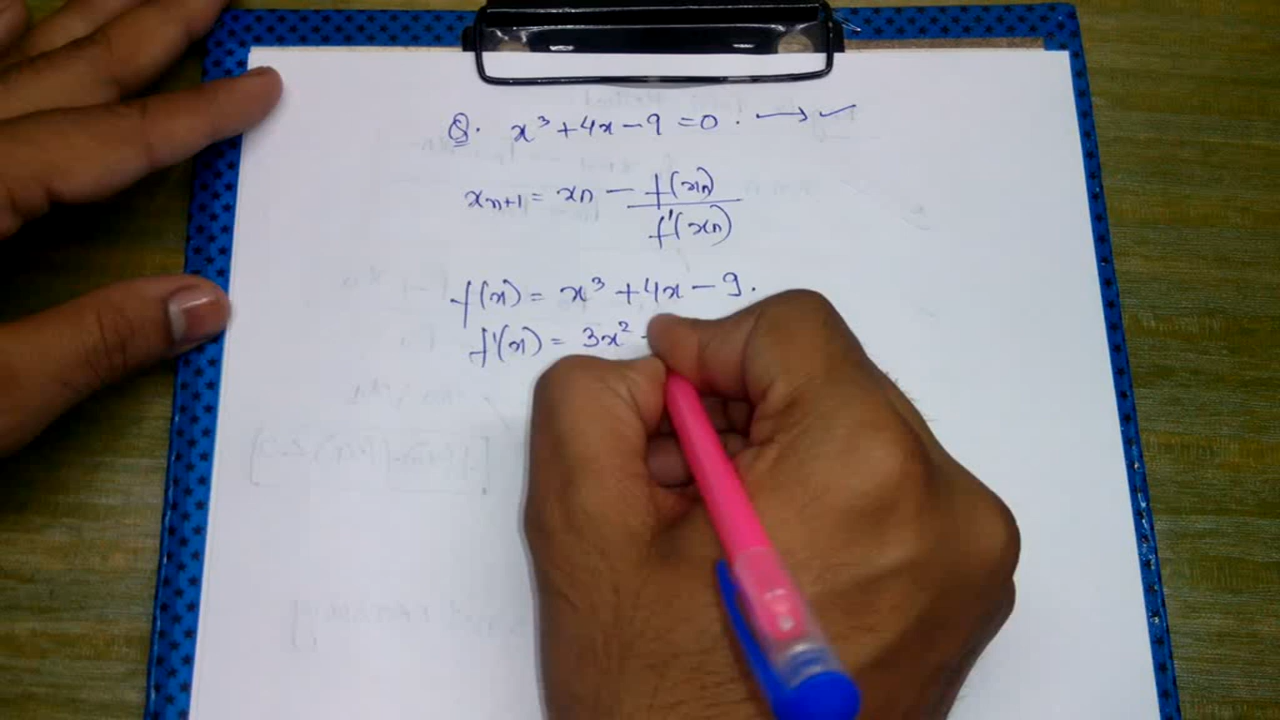 Q. x³ + 4x - 9 = 0. → ✓
xn+1 = xn - f(xn) / f'(xn)
f(x) = x³ + 4x - 9.
f'(x) = 3x²